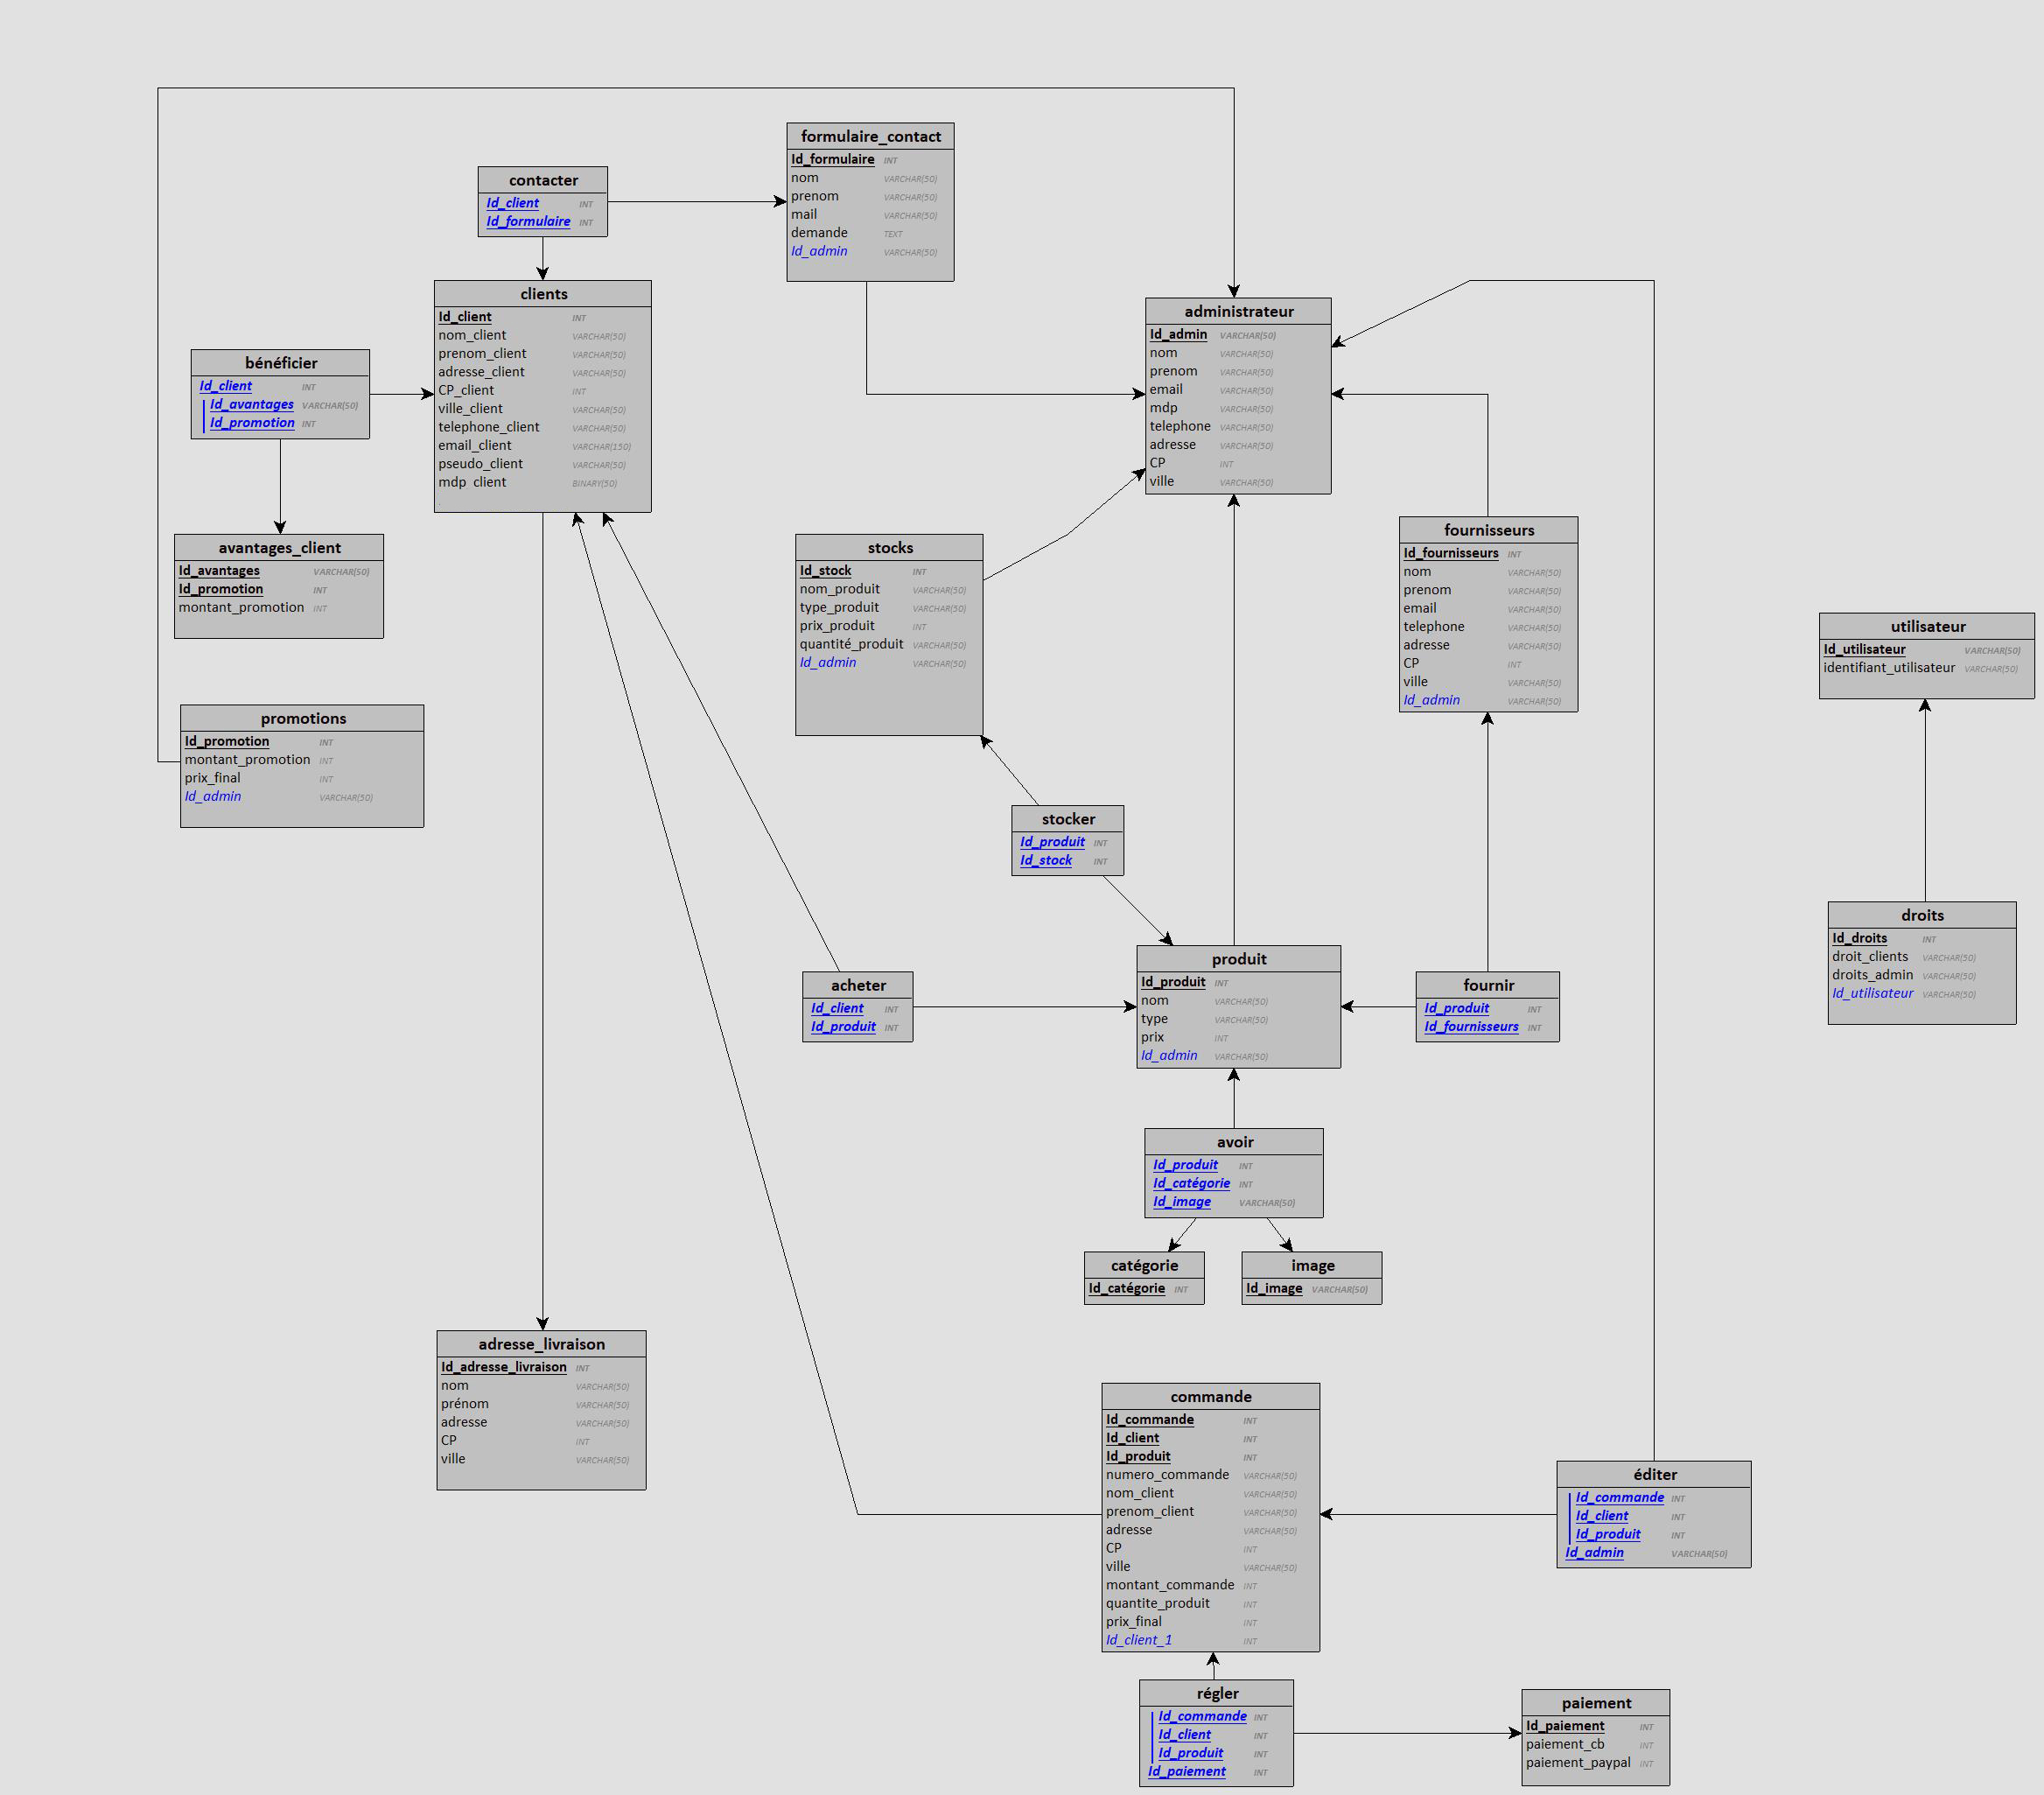 formulaire_contact
Id_formulaire INT
nom VARCHAR(50)
prenom VARCHAR(50)
mail VARCHAR(50)
demande TEXT
Id_admin VARCHAR(50)
contacter
Id_client INT
Id_formulaire INT
clients
Id_client INT
nom_client VARCHAR(50)
prenom_client VARCHAR(50)
adresse_client VARCHAR(50)
CP_client INT
ville_client VARCHAR(50)
telephone_client VARCHAR(50)
email_client VARCHAR(150)
pseudo_client VARCHAR(50)
mdp_client BINARY(50)
administrateur
Id_admin VARCHAR(50)
nom VARCHAR(50)
prenom VARCHAR(50)
email VARCHAR(50)
mdp VARCHAR(50)
telephone VARCHAR(50)
adresse VARCHAR(50)
CP INT
ville VARCHAR(50)
bénéficier
Id_client INT
Id_avantages VARCHAR(50)
Id_promotion INT
avantages_client
Id_avantages VARCHAR(50)
Id_promotion INT
montant_promotion INT
stocks
Id_stock INT
nom_produit VARCHAR(50)
type_produit VARCHAR(50)
prix_produit INT
quantité_produit VARCHAR(50)
Id_admin VARCHAR(50)
fournisseurs
Id_fournisseurs INT
nom VARCHAR(50)
prenom VARCHAR(50)
email VARCHAR(50)
telephone VARCHAR(50)
adresse VARCHAR(50)
CP INT
ville VARCHAR(50)
Id_admin VARCHAR(50)
utilisateur
Id_utilisateur VARCHAR(50)
identifiant_utilisateur VARCHAR(50)
promotions
Id_promotion INT
montant_promotion INT
prix_final INT
Id_admin VARCHAR(50)
stocker
Id_produit INT
Id_stock INT
droits
Id_droits INT
droit_clients VARCHAR(50)
droits_admin VARCHAR(50)
Id_utilisateur VARCHAR(50)
acheter
Id_client INT
Id_produit INT
produit
Id_produit INT
nom VARCHAR(50)
type VARCHAR(50)
prix INT
Id_admin VARCHAR(50)
fournir
Id_produit INT
Id_fournisseurs INT
avoir
Id_produit INT
Id_catégorie INT
Id_image VARCHAR(50)
catégorie
Id_catégorie INT
image
Id_image VARCHAR(50)
adresse_livraison
Id_adresse_livraison INT
nom VARCHAR(50)
prénom VARCHAR(50)
adresse VARCHAR(50)
CP INT
ville VARCHAR(50)
commande
Id_commande INT
Id_client INT
Id_produit INT
numero_commande VARCHAR(50)
nom_client VARCHAR(50)
prenom_client VARCHAR(50)
adresse VARCHAR(50)
CP INT
ville VARCHAR(50)
montant_commande INT
quantite_produit INT
prix_final INT
Id_client_1 INT
éditer
Id_commande INT
Id_client INT
Id_produit INT
Id_admin VARCHAR(50)
régler
Id_commande INT
Id_client INT
Id_produit INT
Id_paiement INT
paiement
Id_paiement INT
paiement_cb INT
paiement_paypal INT